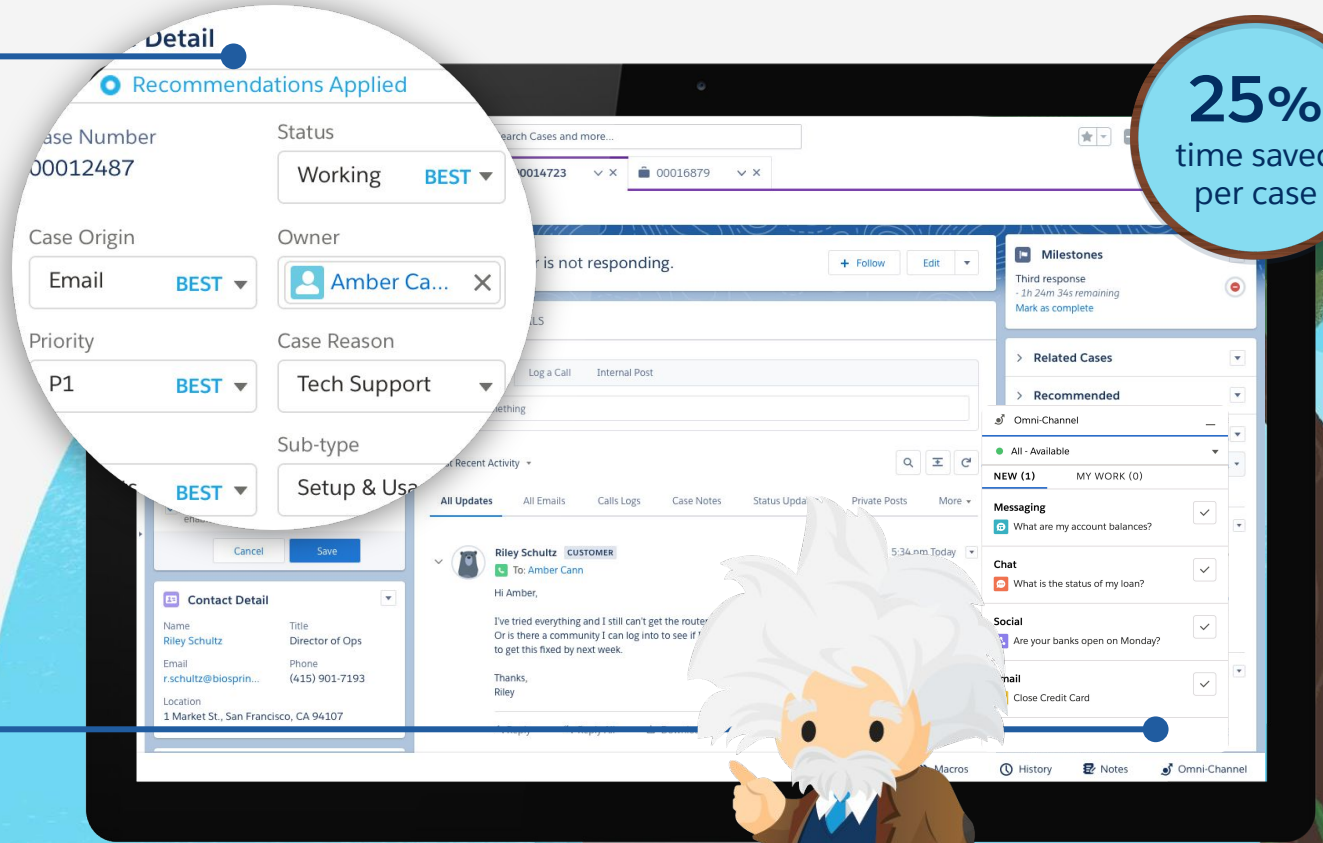 Detail
Recommendations Applied
Case Number
00012487
Status
Working BEST
Case Origin
Email BEST
Owner
Amber Ca...
Priority
P1 BEST
Case Reason
Tech Support
BEST
Sub-type
Setup &
Cancel Save
Contact Detail
Name
Riley Schultz
Title
Director of Ops
Email
r.schultz@biosprin...
Phone
(415) 901-7193
Location
1 Market St., San Francisco, CA 94107
Search Cases and more...
00014723
00016879
is not responding.
+ Follow
Edit
Log a Call
Internal Post
Recent Activity
All Updates
All Emails
Calls Logs
Case Notes
Status
Private Posts
More
Riley Schultz CUSTOMER
5:34 pm Today
To: Amber Cann
Hi Amber,
I've tried everything and I still can't get the router
Or is there a community I can log into to see if
to get this fixed by next week.
Thanks,
Riley
25%
time saved
per case
Milestones
Third response
- 1h 24m 34s remaining
Mark as complete
Related Cases
Recommended
Omni-Channel
All - Available
NEW (1)
MY WORK (0)
Messaging
What are my account balances?
Chat
What is the status of my loan?
Social
Are your banks open on Monday?
Email
Close Credit Card
Macros
History
Notes
Omni-Channel